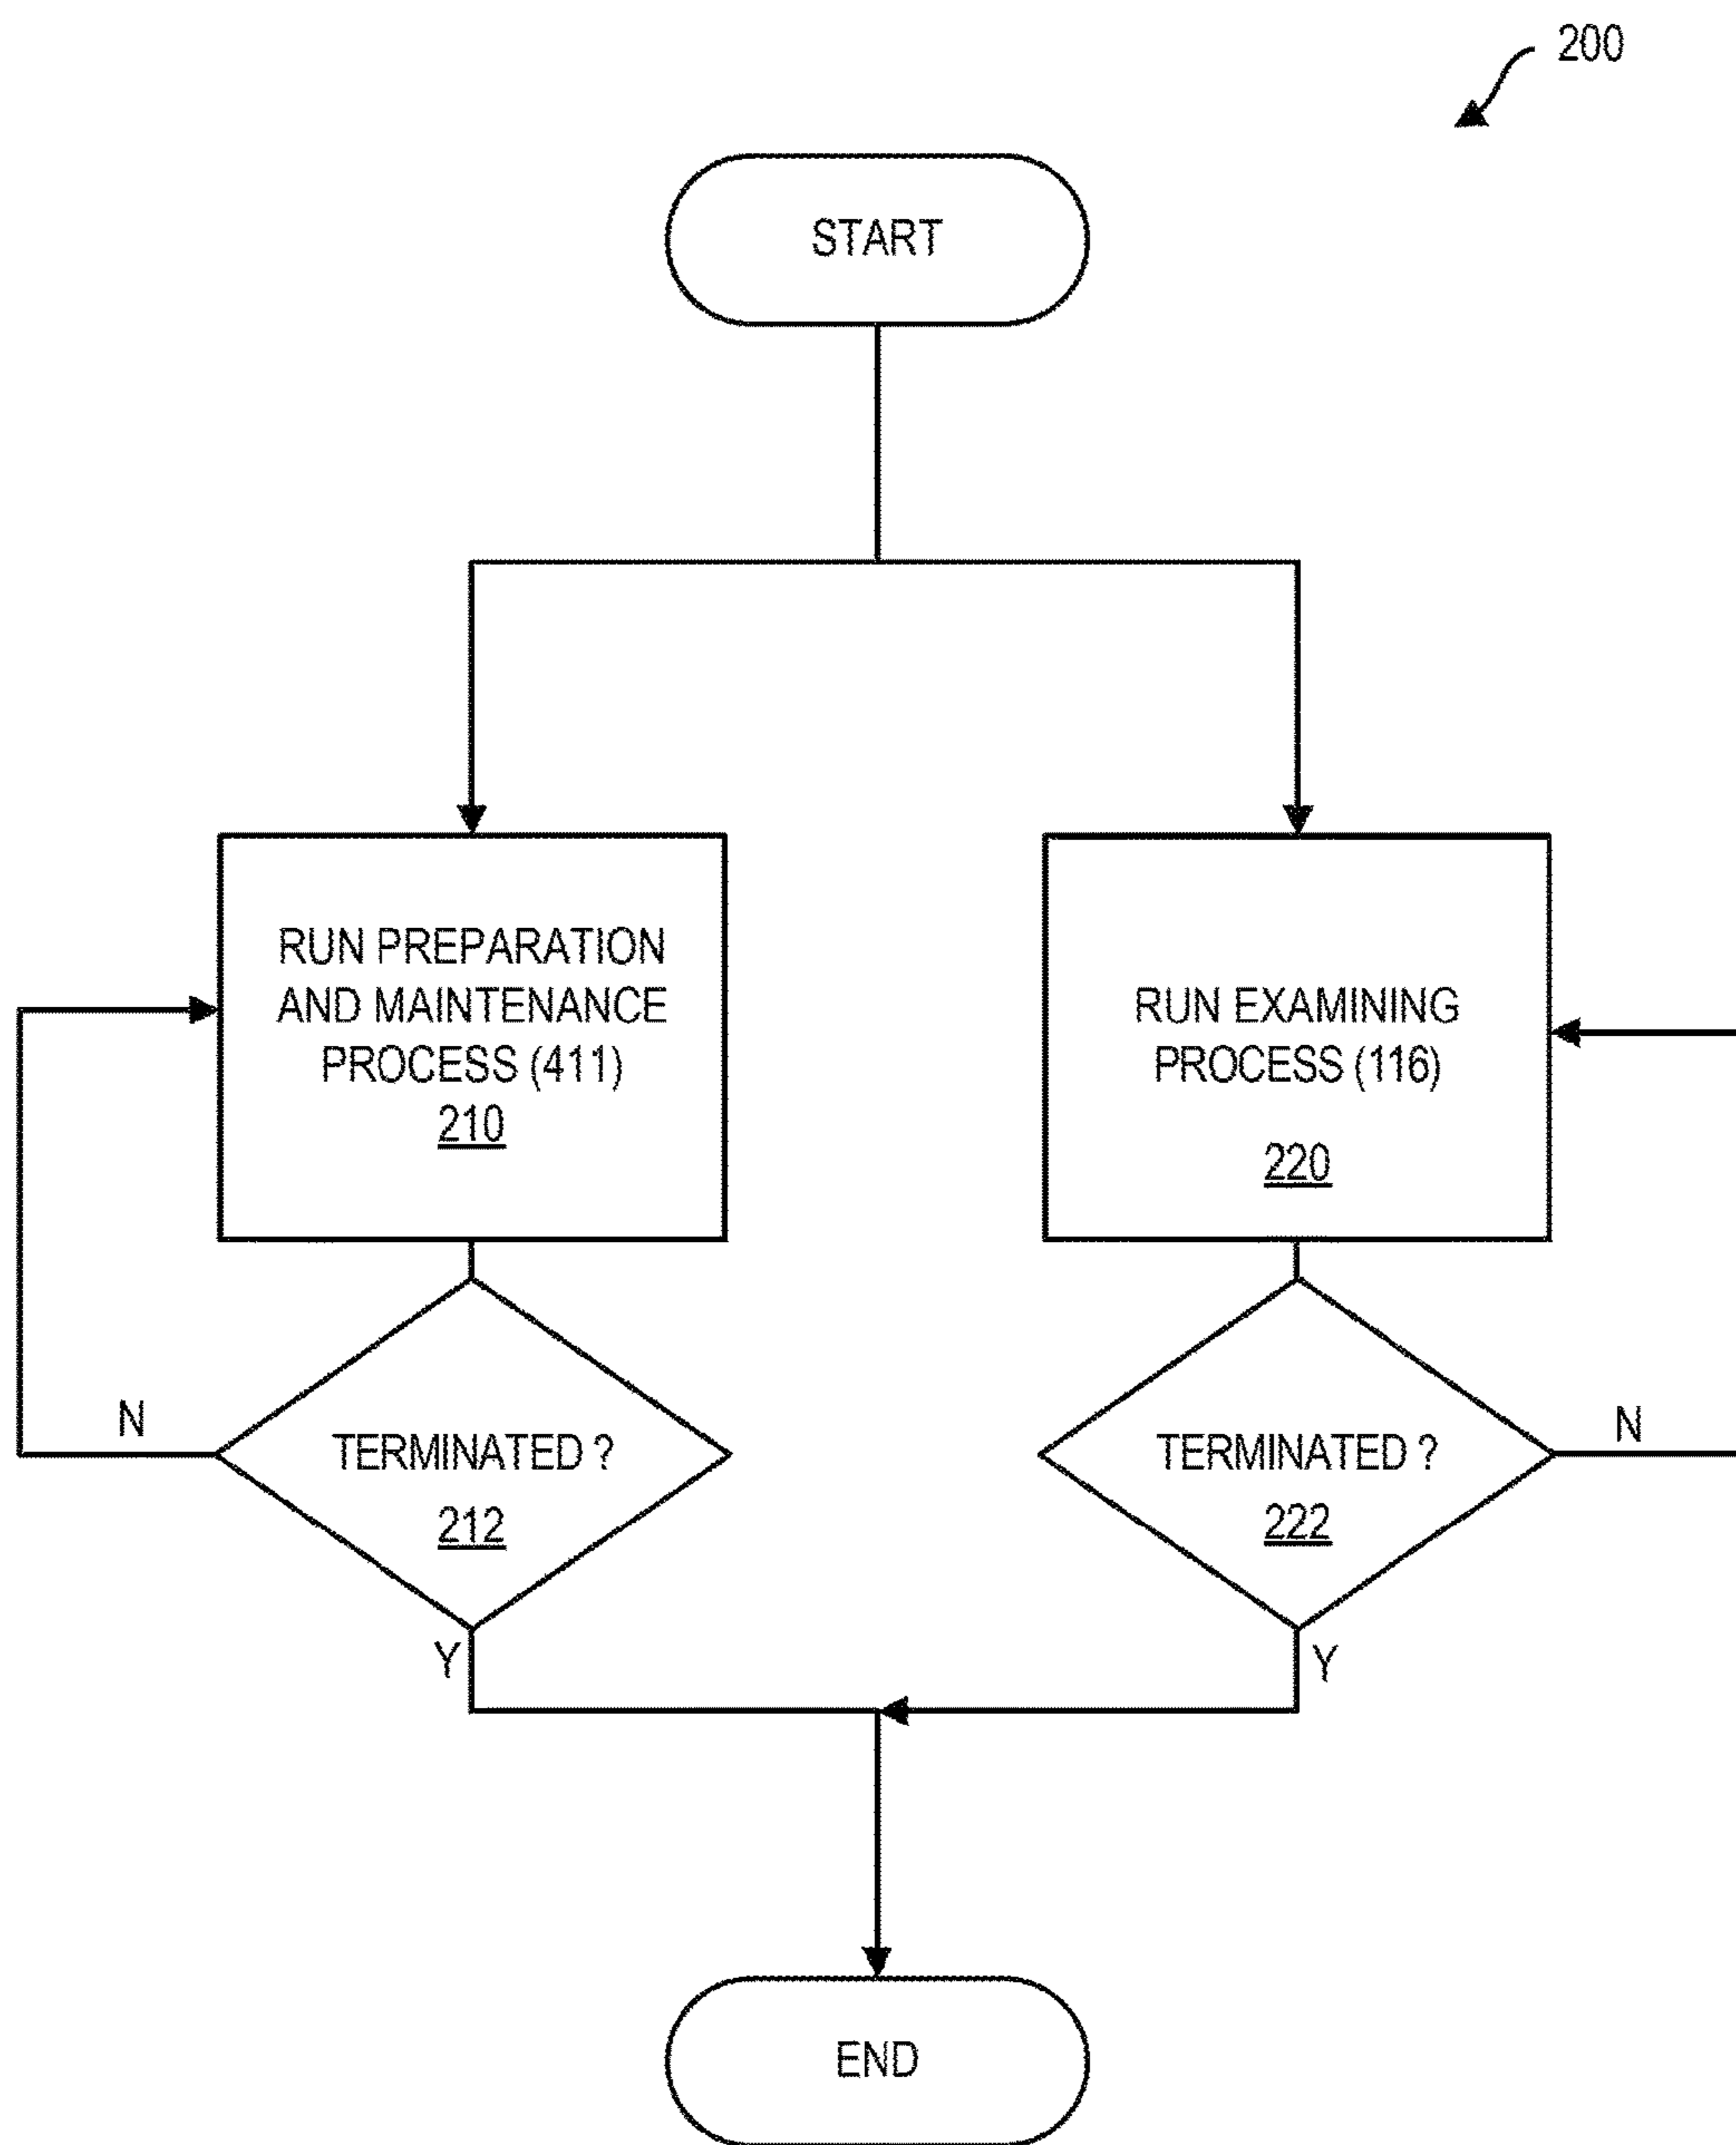 200
START
RUN PREPARATION
AND MAINTENANCE
PROCESS (411)
210
RUN EXAMINING
PROCESS (116)
220
N
TERMINATED ?
212
Y
TERMINATED ?
222
N
Y
END